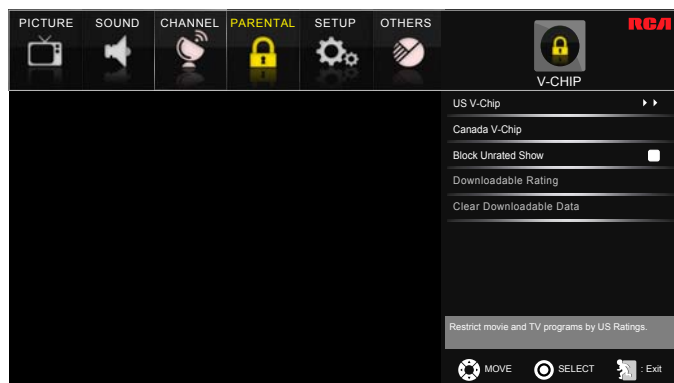 PICTURE SOUND CHANNEL PARENTAL SETUP OTHERS
RCA
V-CHIP
US V-Chip
Canada V-Chip
Block Unrated Show
Downloadable Rating
Clear Downloadable Data
Restrict movie and TV programs by US Ratings.
MOVE SELECT : Exit